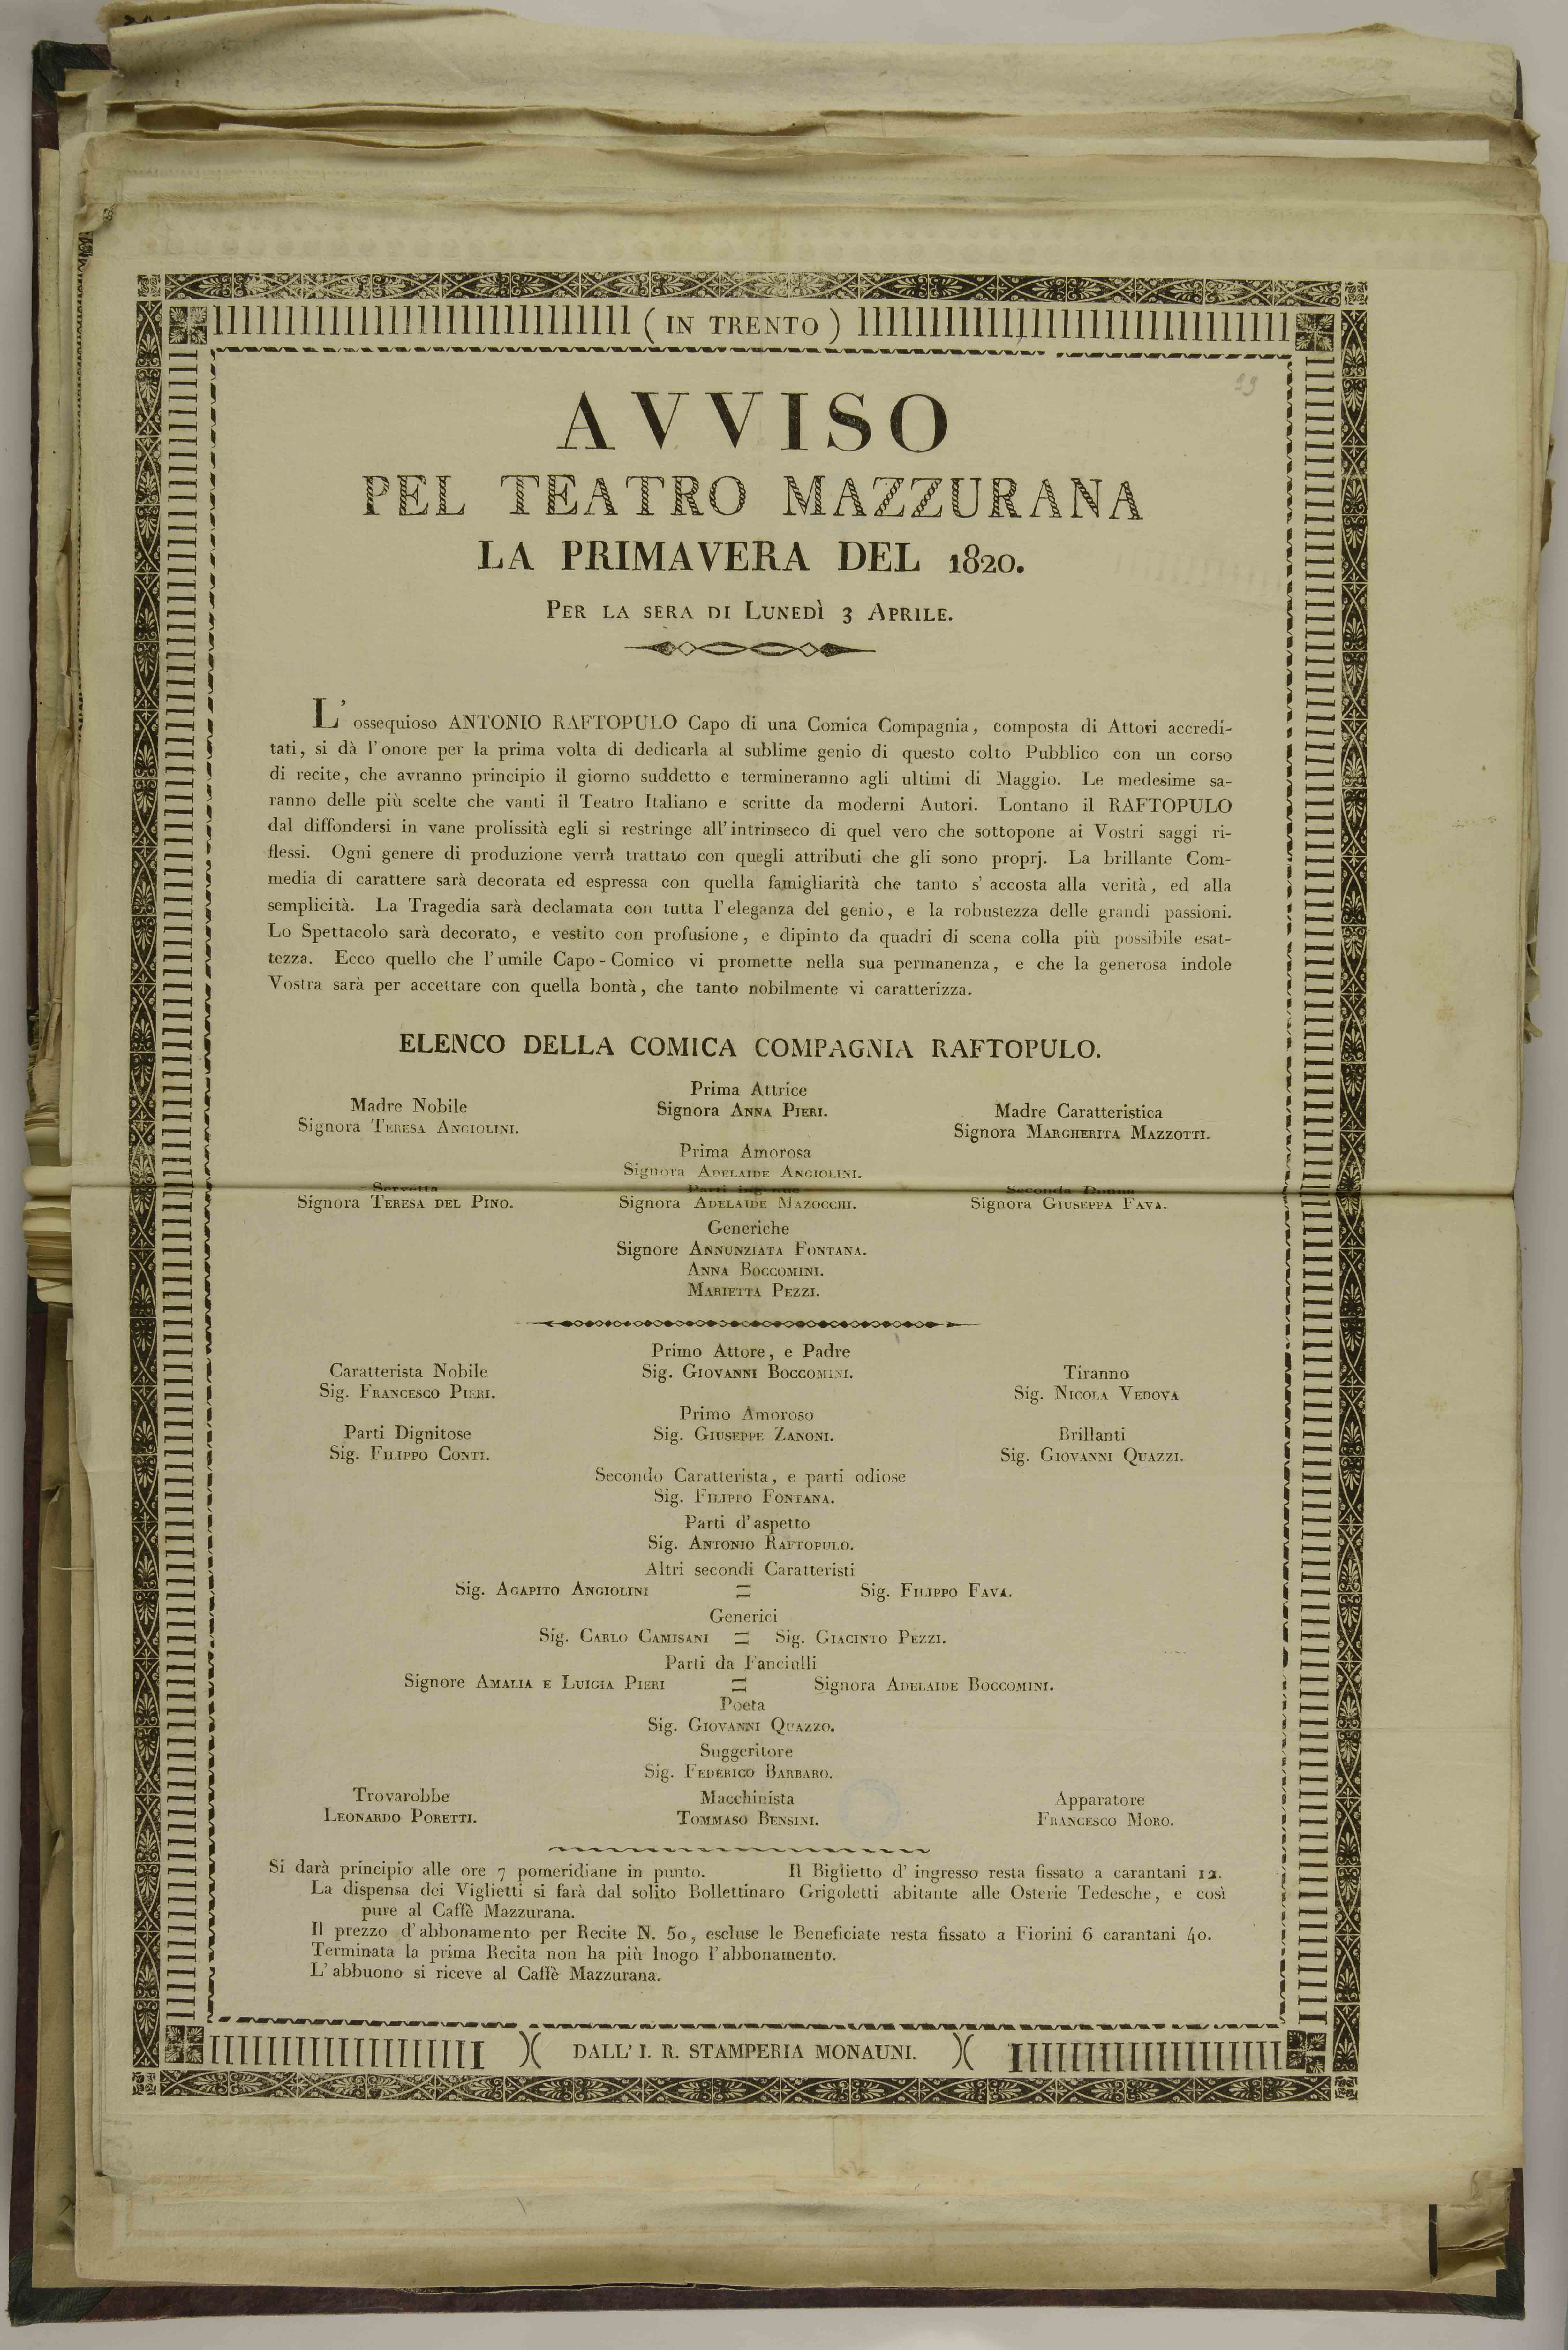 ( IN TRENTO )
33
AVVISO
PEL TEATRO MAZZURANA
LA PRIMAVERA DEL 1820.
PER LA SERA DI LUNEDÌ 3 APRILE.
L' ossequioso ANTONIO RAFTOPULO Capo di una Comica Compagnia, composta di Attori accredi-
tati, si dà l'onore per la prima volta di dedicarla al sublime genio di questo colto Pubblico con un corso
di recite, che avranno principio il giorno suddetto e termineranno agli ultimi di Maggio. Le medesime sa-
ranno delle più scelte che vanti il Teatro Italiano e scritte da moderni Autori. Lontano il RAFTOPULO
dal diffondersi in vane prolissità egli si restringe all'intrinseco di quel vero che sottopone ai Vostri saggi ri-
flessi. Ogni genere di produzione verrà trattato con quegli attributi che gli sono proprj. La brillante Com-
media di carattere sarà decorata ed espressa con quella famigliarità che tanto s'accosta alla verità, ed alla
semplicità. La Tragedia sarà declamata con tutta l'eleganza del genio, e la robustezza delle grandi passioni.
Lo Spettacolo sarà decorato, e vestito con profusione, e dipinto da quadri di scena colla più possibile esat-
tezza. Ecco quello che l'umile Capo-Comico vi promette nella sua permanenza, e che la generosa indole
Vostra sarà per accettare con quella bontà, che tanto nobilmente vi caratterizza.
ELENCO DELLA COMICA COMPAGNIA RAFTOPULO.
Prima Attrice
Signora ANNA PIERI.
Madre Nobile
Signora TERESA ANGIOLINI.
Madre Caratteristica
Signora MARGHERITA MAZZOTTI.
Prima Amorosa
Signora ADELAIDE ANGIOLINI.
Servetta
Signora TERESA DEL PINO.
Parti ingenue
Signora ADELAIDE MAZOCCHI.
Seconda Donna
Signora GIUSEPPA FAVA.
Generiche
Signore ANNUNZIATA FONTANA.
ANNA BOCCOMINI.
MARIETTA PEZZI.
Primo Attore, e Padre
Sig. GIOVANNI BOCCOMINI.
Caratterista Nobile
Sig. FRANCESCO PIERI.
Tiranno
Sig. NICOLA VEDOVA
Primo Amoroso
Sig. GIUSEPPE ZANONI.
Parti Dignitose
Sig. FILIPPO CONTI.
Brillanti
Sig. GIOVANNI QUAZZI.
Secondo Caratterista, e parti odiose
Sig. FILIPPO FONTANA.
Parti d'aspetto
Sig. ANTONIO RAFTOPULO.
Altri secondi Caratteristi
Sig. AGAPITO ANGIOLINI = Sig. FILIPPO FAVA.
Generici
Sig. CARLO CAMISANI = Sig. GIACINTO PEZZI.
Parti da Fanciulli
Signore AMALIA E LUIGIA PIERI = Signora ADELAIDE BOCCOMINI.
Poeta
Sig. GIOVANNI QUAZZO.
Suggeritore
Sig. FEDERICO BARBARO.
Trovarobbe
LEONARDO PORETTI.
Macchinista
TOMMASO BENSINI.
Apparatore
FRANCESCO MORO.
Si darà principio alle ore 7 pomeridiane in punto. Il Biglietto d'ingresso resta fissato a carantani 12.
La dispensa dei Viglietti si farà dal solito Bollettinaro Grigoletti abitante alle Osterie Tedesche, e così
pure al Caffè Mazzurana.
Il prezzo d'abbonamento per Recite N. 50, escluse le Beneficiate resta fissato a Fiorini 6 carantani 40.
Terminata la prima Recita non ha più luogo l'abbonamento.
L'abbuono si riceve al Caffè Mazzurana.
DALL' I. R. STAMPERIA MONAUNI.